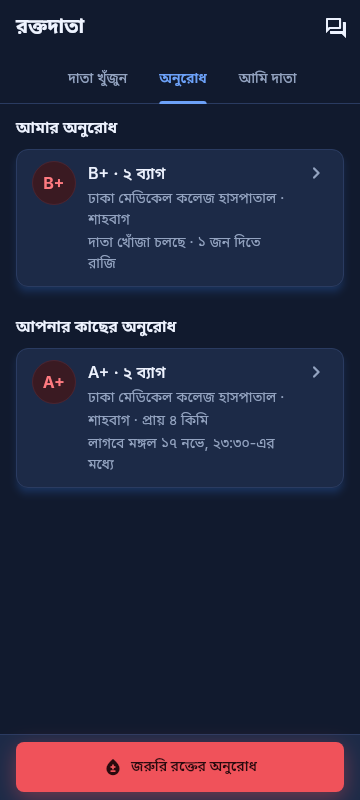 রক্তদাতা
দাতা খুঁজুন
অনুরোধ
আমি দাতা
আমার অনুরোধ
B+
B+ · ২ ব্যাগ
ঢাকা মেডিকেল কলেজ হাসপাতাল ·
শাহবাগ
দাতা খোঁজা চলছে · ১ জন দিতে
রাজি
আপনার কাছের অনুরোধ
A+
A+ · ২ ব্যাগ
ঢাকা মেডিকেল কলেজ হাসপাতাল ·
শাহবাগ · প্রায় ৪ কিমি
লাগবে মঙ্গল ১৭ নভে, ২৩:৩০-এর
মধ্যে
জরুরি রক্তের অনুরোধ